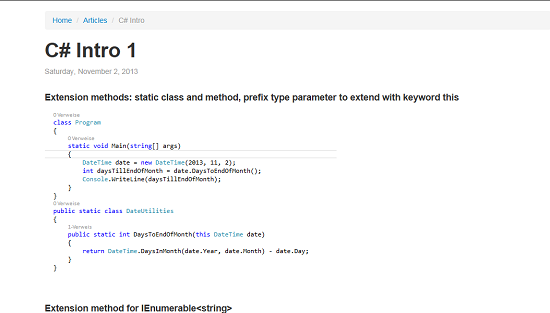 Home / Articles / C# Intro
C# Intro 1
Saturday, November 2, 2013
Extension methods: static class and method, prefix type parameter to extend with keyword this
0 Verweise
class Program
{
0 Verweise
static void Main(string[] args)
{
DateTime date = new DateTime(2013, 11, 2);
int daysTillEndOfMonth = date.DaysToEndOfMonth();
Console.WriteLine(daysTillEndOfMonth);
}
}
0 Verweise
public static class DateUtilities
{
1-Verweis
public static int DaysToEndOfMonth(this DateTime date)
{
return DateTime.DaysInMonth(date.Year, date.Month) - date.Day;
}
}
Extension method for IEnumerable<string>